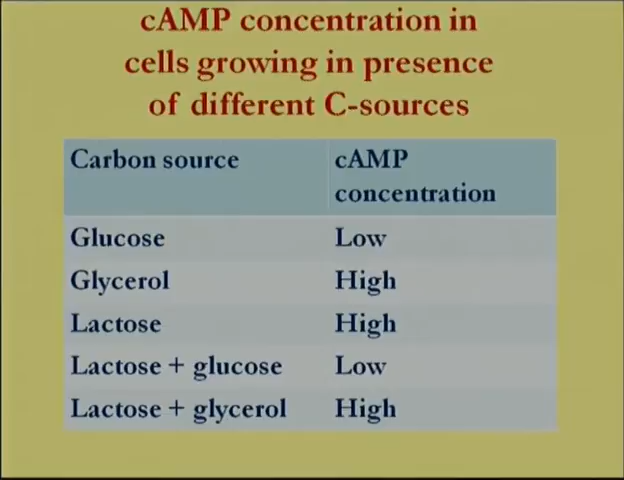 cAMP concentration in
cells growing in presence
of different C-sources
Carbon source cAMP
concentration
Glucose Low
Glycerol High
Lactose High
Lactose + glucose Low
Lactose + glycerol High